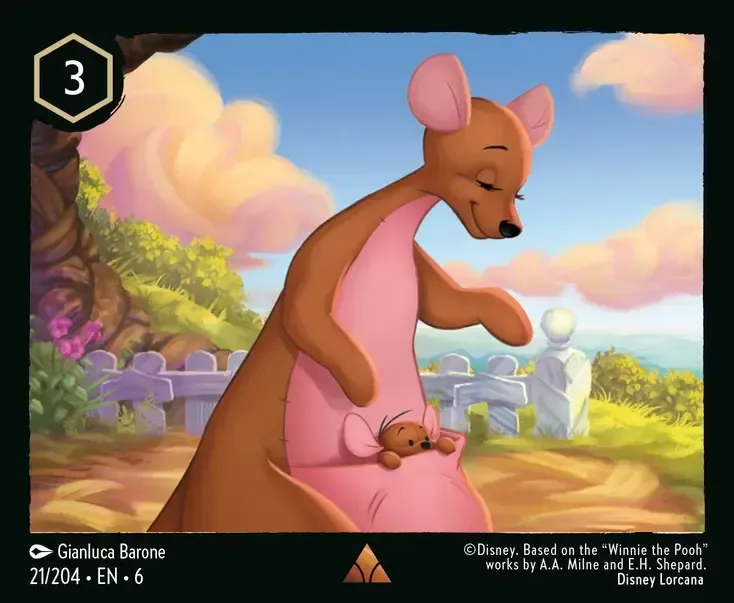 3
Gianluca Barone
21/204 • EN • 6
©Disney. Based on the “Winnie the Pooh”
works by A.A. Milne and E.H. Shepard.
Disney Lorcana